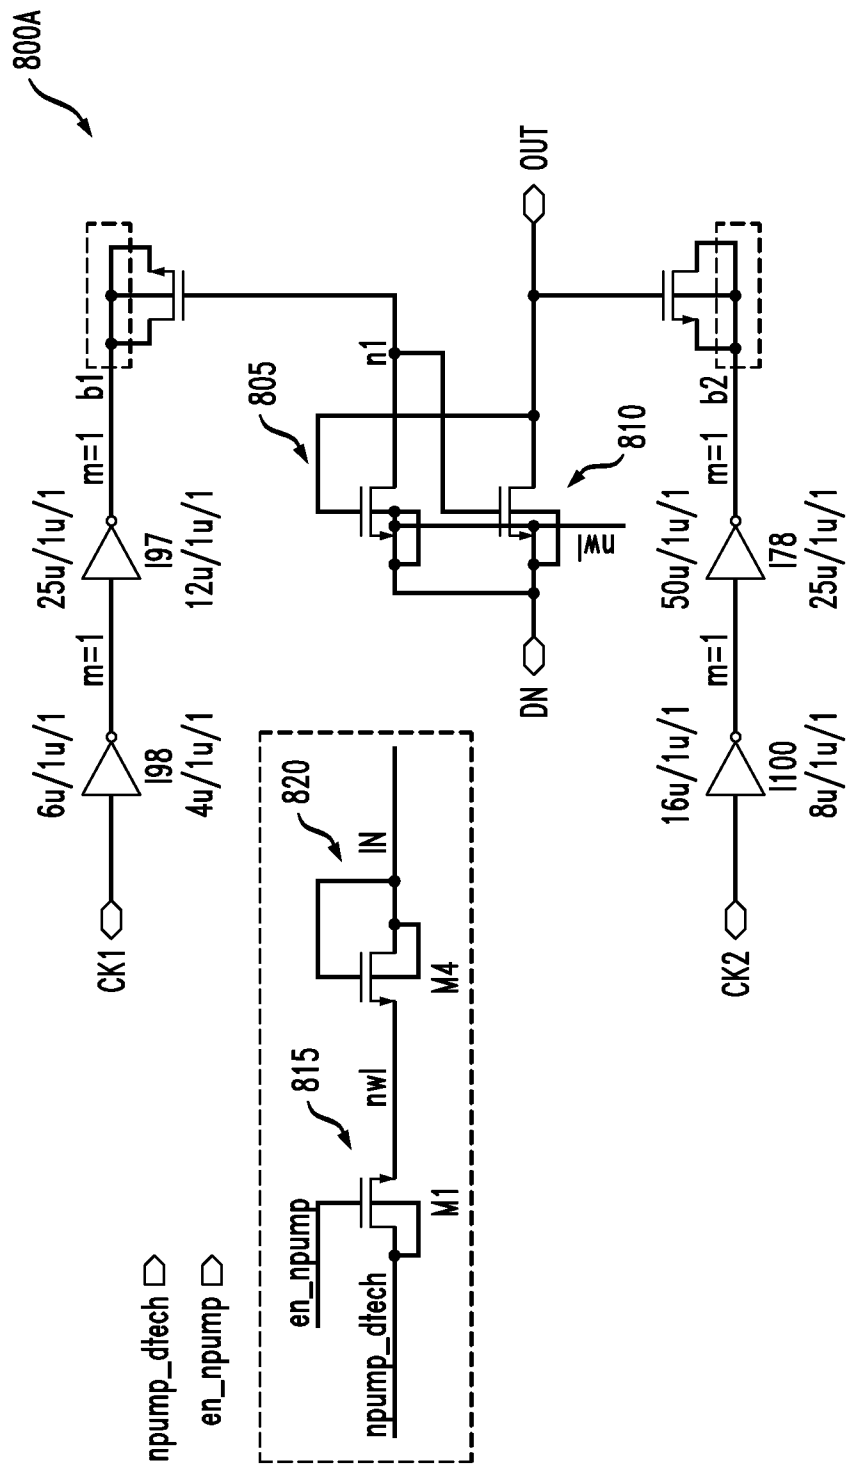 800A
6u/1u/1
25u/1u/1
m=1
m=1
b1
CK1
npump_dtech
I98
I97
en_npump
4u/1u/1
12u/1u/1
805
en_npump
815
820
npump_dtech
nwl
IN
n1
M1
M4
DN
OUT
nwl
810
16u/1u/1
50u/1u/1
m=1
m=1
b2
CK2
I100
I78
8u/1u/1
25u/1u/1